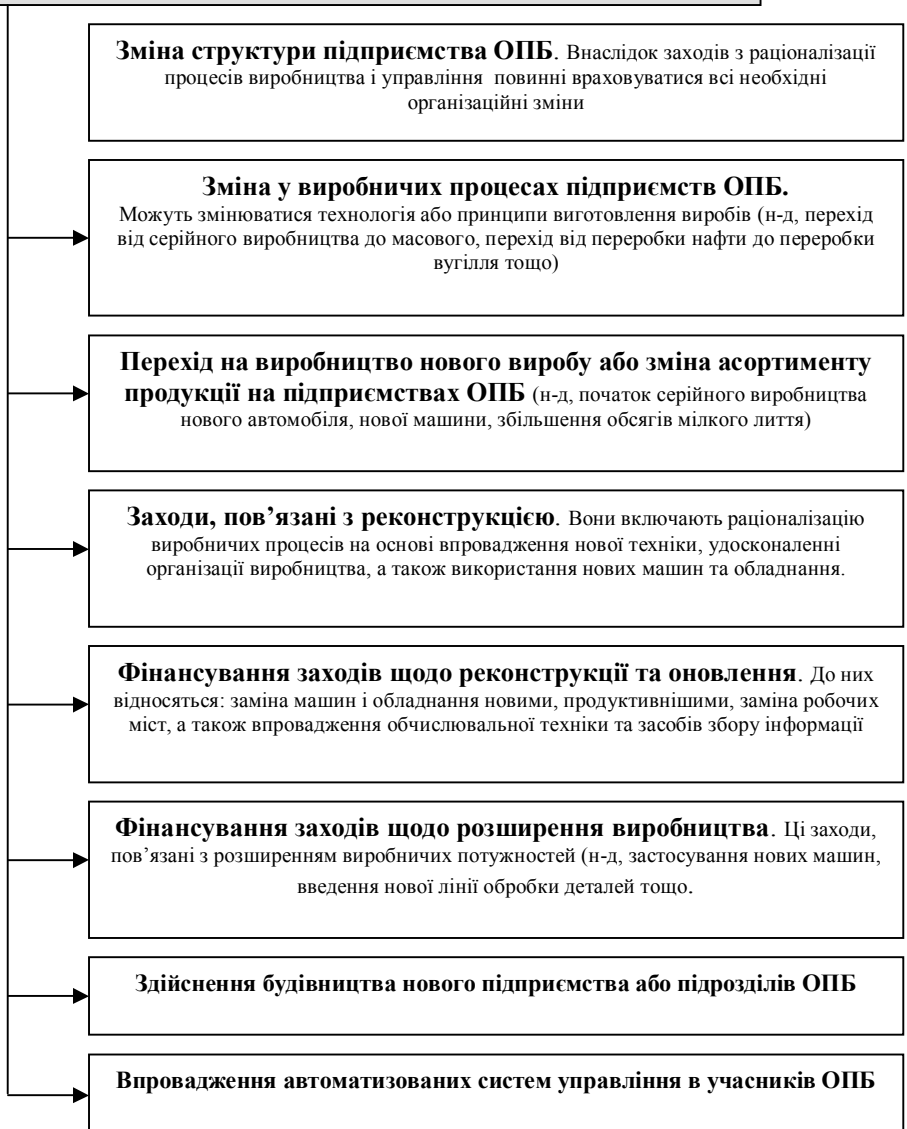 Зміна структури підприємства ОПБ. Внаслідок заходів з раціоналізації
процесів виробництва і управління повинні враховуватися всі необхідні
організаційні зміни
Зміна у виробничих процесах підприємств ОПБ.
Можуть змінюватися технологія або принципи виготовлення виробів (н-д, перехід
від серійного виробництва до масового, перехід від переробки нафти до переробки
вугілля тощо)
Перехід на виробництво нового виробу або зміна асортименту
продукції на підприємствах ОПБ (н-д, початок серійного виробництва
нового автомобіля, нової машини, збільшення обсягів мілкого лиття)
Заходи, пов’язані з реконструкцією. Вони включають раціоналізацію
виробничих процесів на основі впровадження нової техніки, удосконаленні
організації виробництва, а також використання нових машин та обладнання.
Фінансування заходів щодо реконструкції та оновлення. До них
відносяться: заміна машин і обладнання новими, продуктивнішими, заміна робочих
міст, а також впровадження обчислювальної техніки та засобів збору інформації
Фінансування заходів щодо розширення виробництва. Ці заходи,
пов’язані з розширенням виробничих потужностей (н-д, застосування нових машин,
введення нової лінії обробки деталей тощо.
Здійснення будівництва нового підприємства або підрозділів ОПБ
Впровадження автоматизованих систем управління в учасників ОПБ